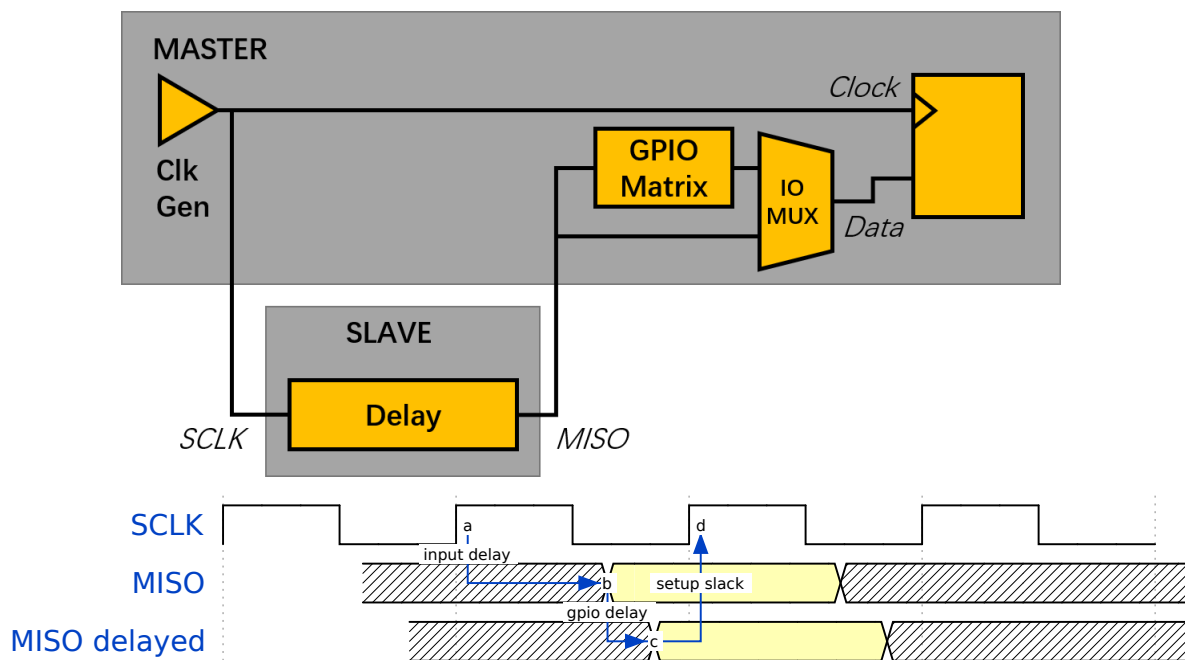 MASTER
Clk
Gen
Clock
GPIO
Matrix
IO
MUX
Data
SLAVE
Delay
SCLK
MISO
SCLK
a
d
input delay
MISO
b
setup slack
gpio delay
MISO delayed
c